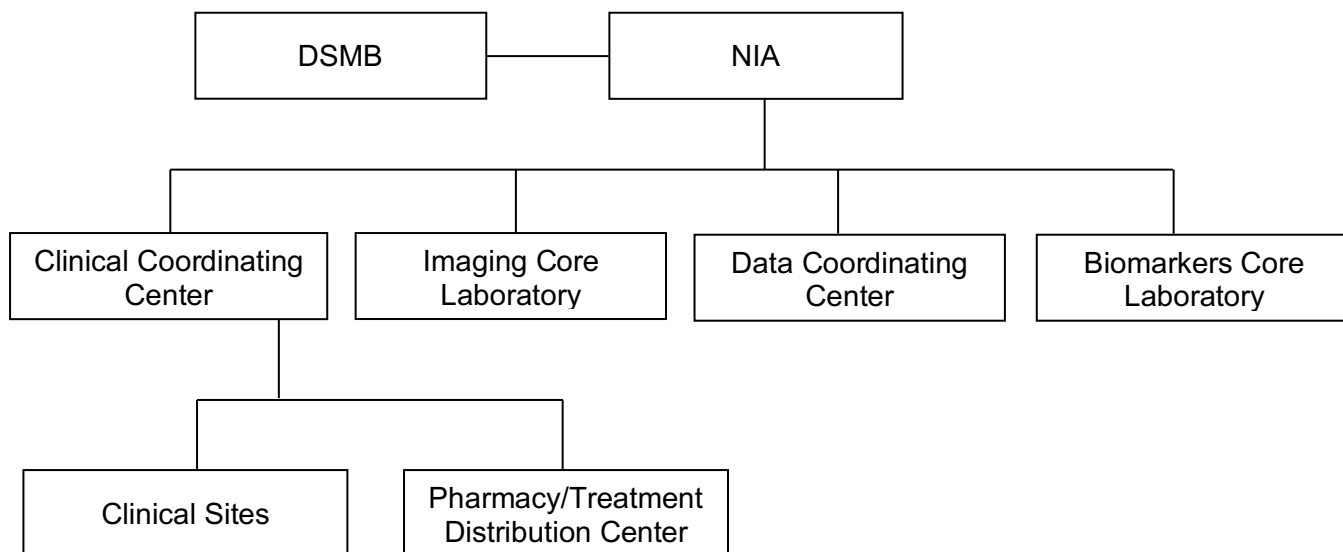 DSMB
NIA
Clinical Coordinating
Center
Imaging Core
Laboratory
Data Coordinating
Center
Biomarkers Core
Laboratory
Clinical Sites
Pharmacy/Treatment
Distribution Center